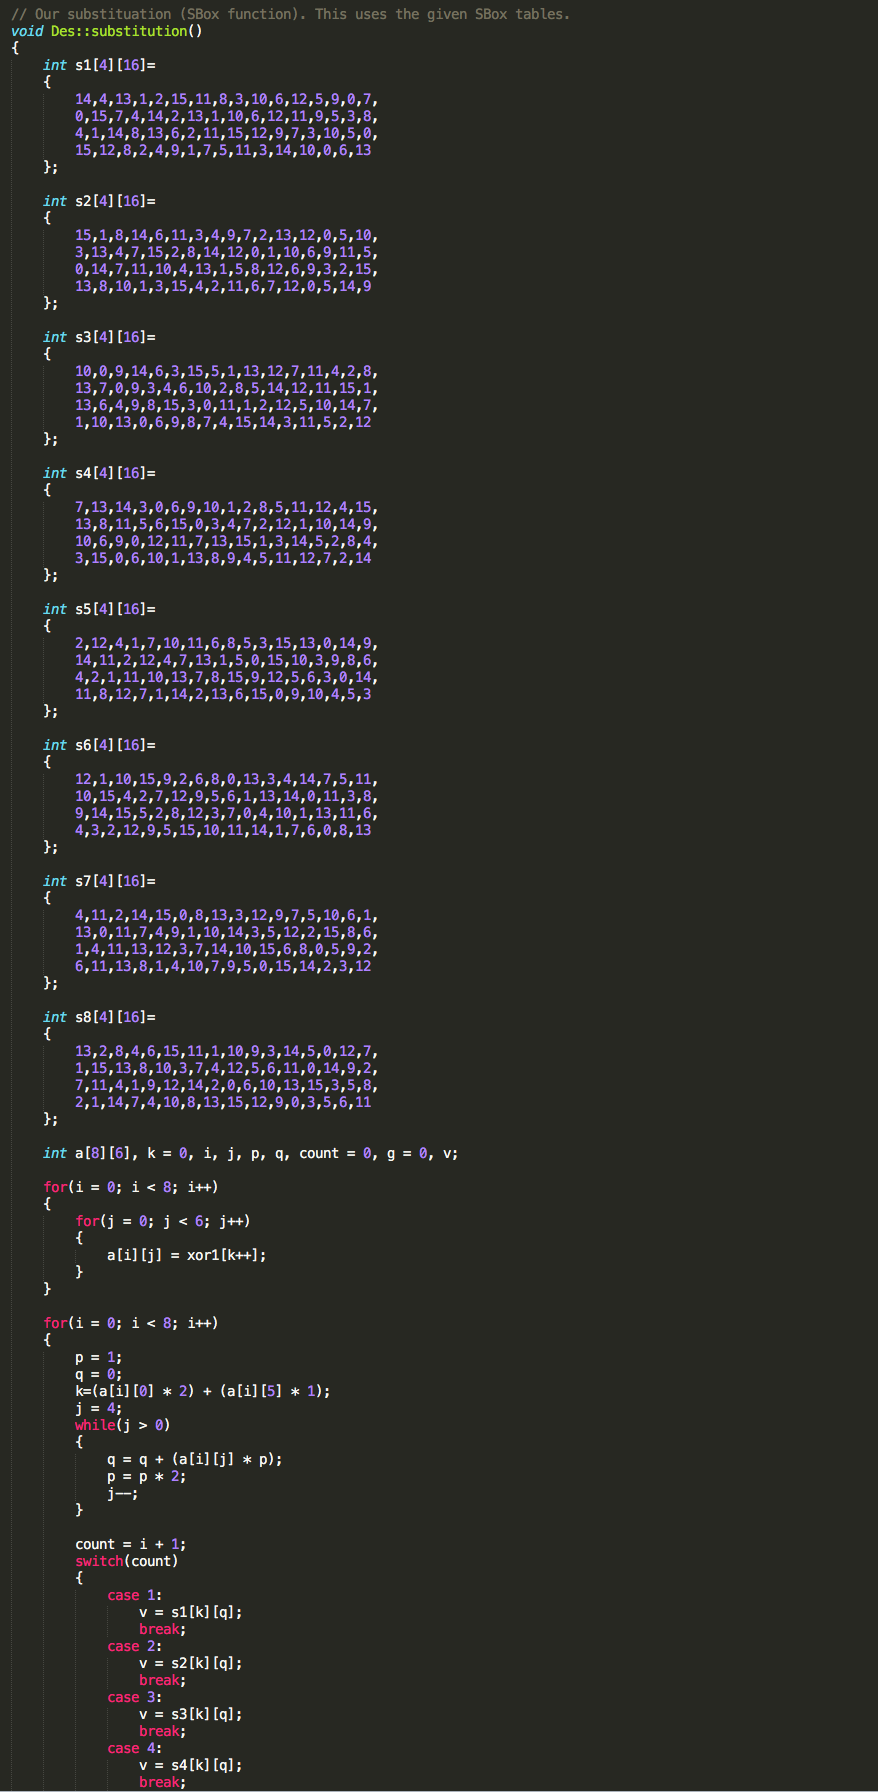 // Our substituation (SBox function). This uses the given SBox tables.
void Des::substitution()
{
int s1[4][16]=
{
14,4,13,1,2,15,11,8,3,10,6,12,5,9,0,7,
0,15,7,4,14,2,13,1,10,6,12,11,9,5,3,8,
4,1,14,8,13,6,2,11,15,12,9,7,3,10,5,0,
15,12,8,2,4,9,1,7,5,11,3,14,10,0,6,13
};
int s2[4][16]=
{
15,1,8,14,6,11,3,4,9,7,2,13,12,0,5,10,
3,13,4,7,15,2,8,14,12,0,1,10,6,9,11,5,
0,14,7,11,10,4,13,1,5,8,12,6,9,3,2,15,
13,8,10,1,3,15,4,2,11,6,7,12,0,5,14,9
};
int s3[4][16]=
{
10,0,9,14,6,3,15,5,1,13,12,7,11,4,2,8,
13,7,0,9,3,4,6,10,2,8,5,14,12,11,15,1,
13,6,4,9,8,15,3,0,11,1,2,12,5,10,14,7,
1,10,13,0,6,9,8,7,4,15,14,3,11,5,2,12
};
int s4[4][16]=
{
7,13,14,3,0,6,9,10,1,2,8,5,11,12,4,15,
13,8,11,5,6,15,0,3,4,7,2,12,1,10,14,9,
10,6,9,0,12,11,7,13,15,1,3,14,5,2,8,4,
3,15,0,6,10,1,13,8,9,4,5,11,12,7,2,14
};
int s5[4][16]=
{
2,12,4,1,7,10,11,6,8,5,3,15,13,0,14,9,
14,11,2,12,4,7,13,1,5,0,15,10,3,9,8,6,
4,2,1,11,10,13,7,8,15,9,12,5,6,3,0,14,
11,8,12,7,1,14,2,13,6,15,0,9,10,4,5,3
};
int s6[4][16]=
{
12,1,10,15,9,2,6,8,0,13,3,4,14,7,5,11,
10,15,4,2,7,12,9,5,6,1,13,14,0,11,3,8,
9,14,15,5,2,8,12,3,7,0,4,10,1,13,11,6,
4,3,2,12,9,5,15,10,11,14,1,7,6,0,8,13
};
int s7[4][16]=
{
4,11,2,14,15,0,8,13,3,12,9,7,5,10,6,1,
13,0,11,7,4,9,1,10,14,3,5,12,2,15,8,6,
1,4,11,13,12,3,7,14,10,15,6,8,0,5,9,2,
6,11,13,8,1,4,10,7,9,5,0,15,14,2,3,12
};
int s8[4][16]=
{
13,2,8,4,6,15,11,1,10,9,3,14,5,0,12,7,
1,15,13,8,10,3,7,4,12,5,6,11,0,14,9,2,
7,11,4,1,9,12,14,2,0,6,10,13,15,3,5,8,
2,1,14,7,4,10,8,13,15,12,9,0,3,5,6,11
};
int a[8][6], k = 0, i, j, p, q, count = 0, g = 0, v;
for(i = 0; i < 8; i++)
{
for(j = 0; j < 6; j++)
{
a[i][j] = xor1[k++];
}
}
for(i = 0; i < 8; i++)
{
p = 1;
q = 0;
k=(a[i][0] * 2) + (a[i][5] * 1);
j = 4;
while(j > 0)
{
q = q + (a[i][j] * p);
p = p * 2;
j--;
}
count = i + 1;
switch(count)
{
case 1:
v = s1[k][q];
break;
case 2:
v = s2[k][q];
break;
case 3:
v = s3[k][q];
break;
case 4:
v = s4[k][q];
break;